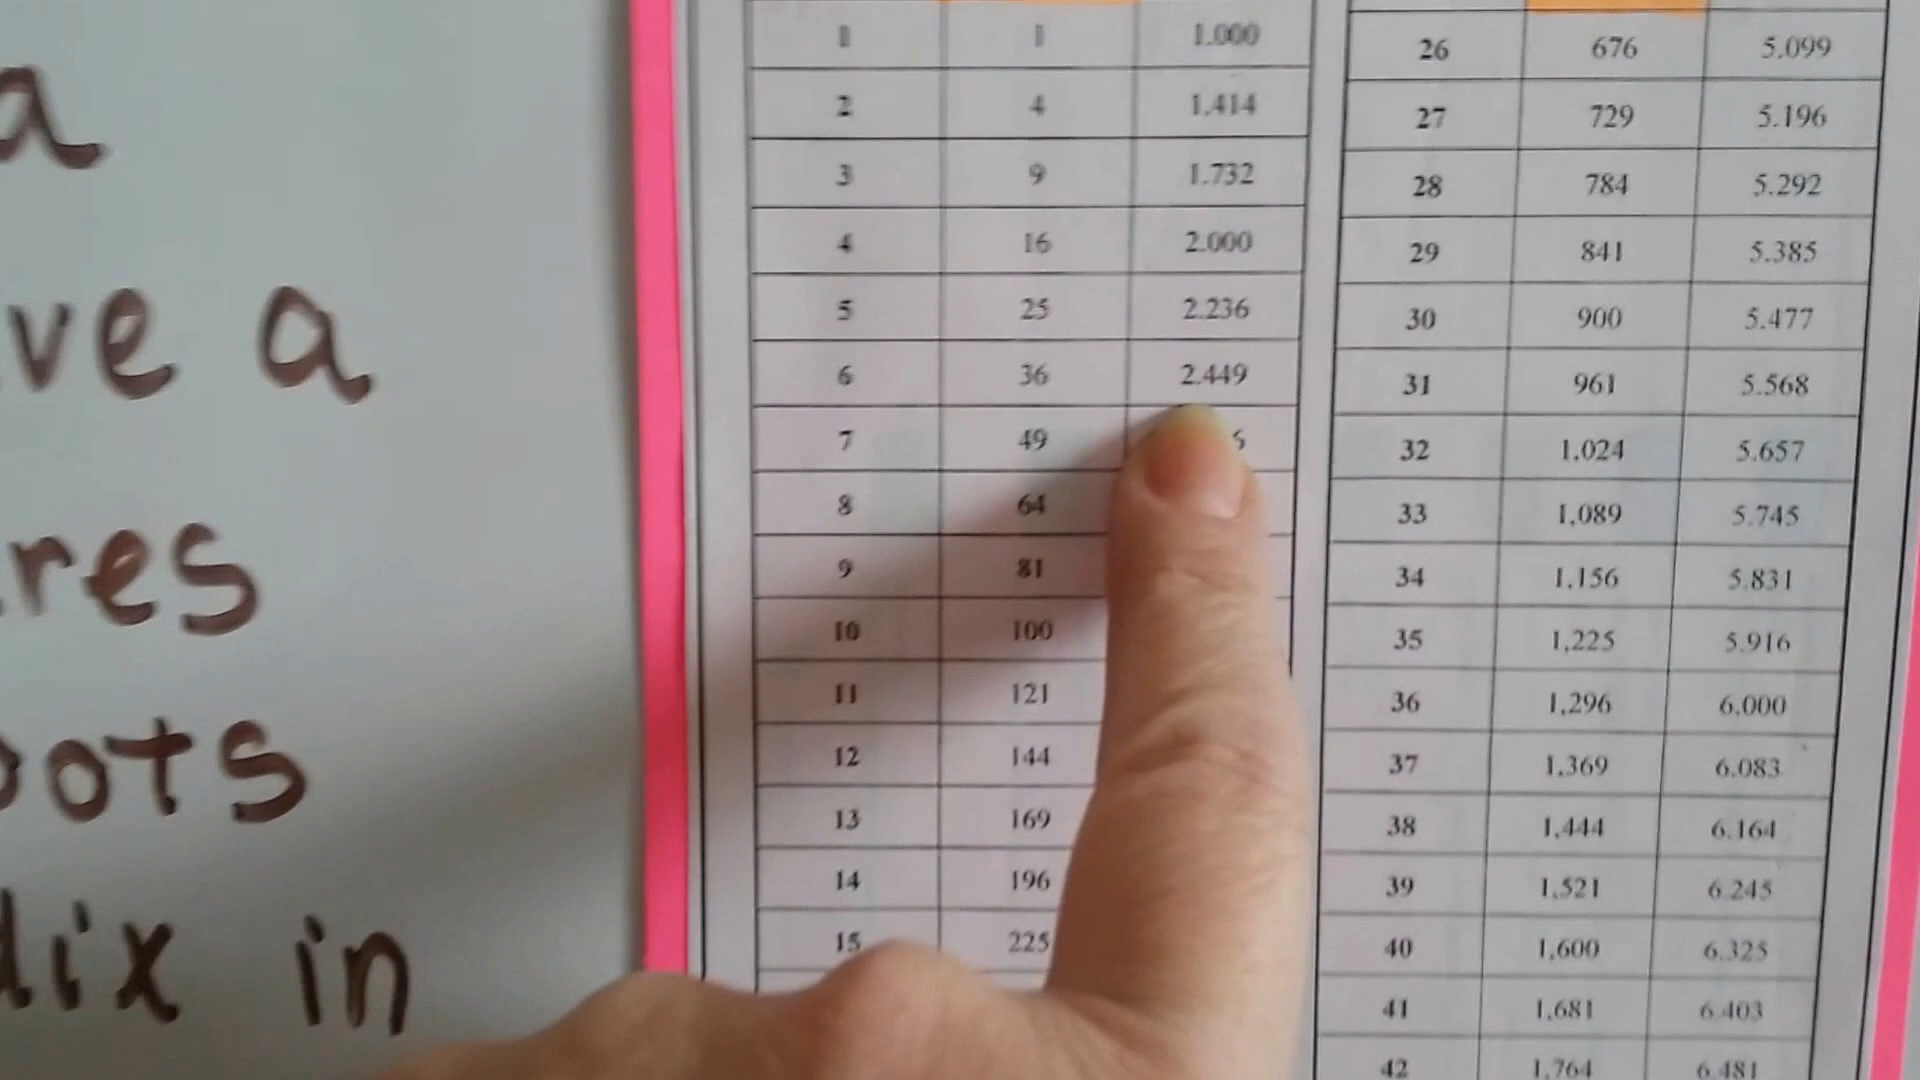 a
ve a
res
oots
dix in
1 1 1.000
2 4 1.414
3 9 1.732
4 16 2.000
5 25 2.236
6 36 2.449
7 49
8 64
9 81
10 100
11 121
12 144
13 169
14 196
15 225
26 676 5.099
27 729 5.196
28 784 5.292
29 841 5.385
30 900 5.477
31 961 5.568
32 1,024 5.657
33 1,089 5.745
34 1,156 5.831
35 1,225 5.916
36 1,296 6.000
37 1,369 6.083
38 1,444 6.164
39 1,521 6.245
40 1,600 6.325
41 1,681 6.403
42 1,764 6.481